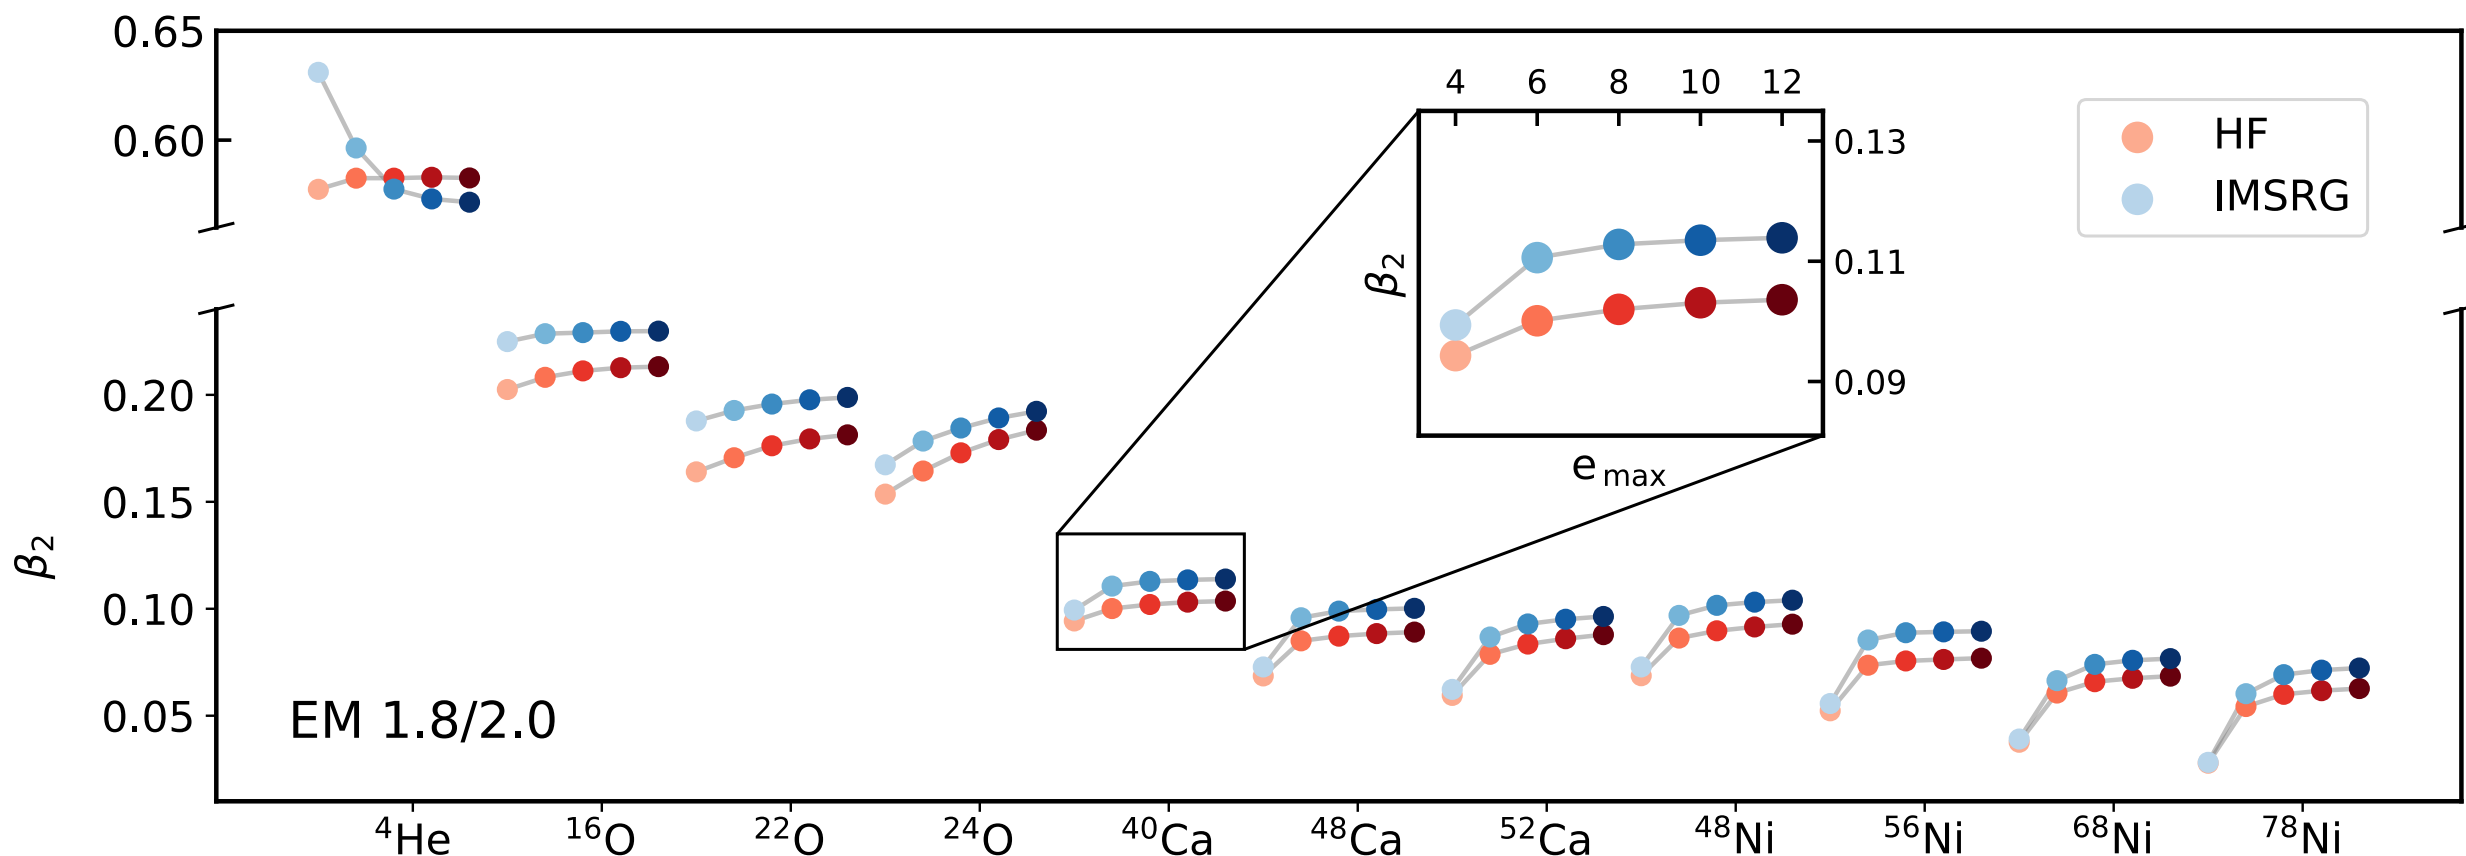 0.65
0.60
0.20
0.15
0.10
0.05
β₂
4 6 8 10 12
0.13
0.11
0.09
β₂
e max
HF
IMSRG
EM 1.8/2.0
⁴He ¹⁶O ²²O ²⁴O ⁴⁰Ca ⁴⁸Ca ⁵²Ca ⁴⁸Ni ⁵⁶Ni ⁶⁸Ni ⁷⁸Ni